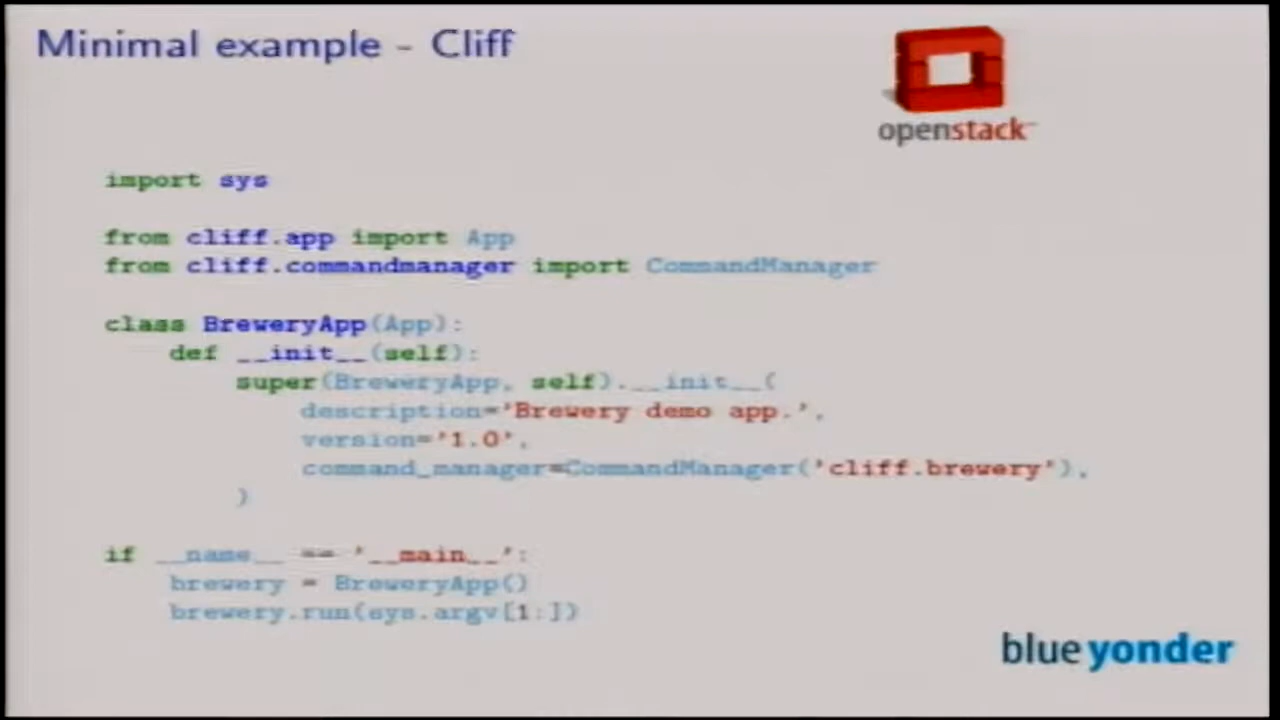 Minimal example - Cliff
openstack
import sys
from cliff.app import App
from cliff.commandmanager import CommandManager
class BreweryApp(App):
def __init__(self):
super(BreweryApp, self).__init__(
description='Brewery demo app.',
version='1.0',
command_manager=CommandManager('cliff.brewery'),
)
if __name__ == '__main__':
brewery = BreweryApp()
brewery.run(sys.argv[1:])
blueyonder